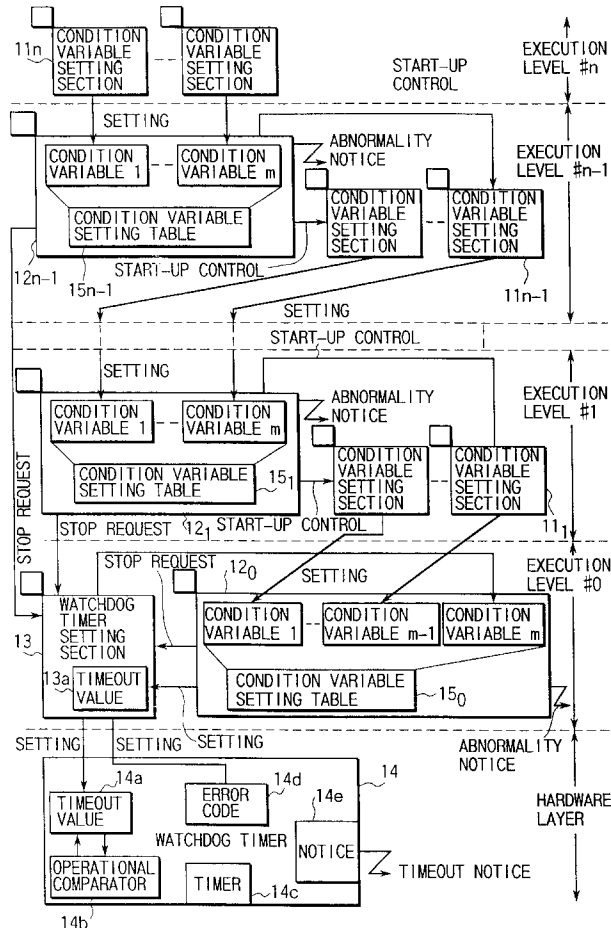 CONDITION
VARIABLE
SETTING
SECTION
CONDITION
VARIABLE
SETTING
SECTION
11n
START-UP
CONTROL
EXECUTION
LEVEL #n
SETTING
ABNORMALITY
NOTICE
CONDITION
VARIABLE 1
CONDITION
VARIABLE m
CONDITION VARIABLE
SETTING TABLE
EXECUTION
LEVEL #n-1
CONDITION
VARIABLE
SETTING
SECTION
CONDITION
VARIABLE
SETTING
SECTION
12n-1
15n-1
START-UP CONTROL
11n-1
SETTING
START-UP CONTROL
SETTING
ABNORMALITY
NOTICE
CONDITION
VARIABLE 1
CONDITION
VARIABLE m
CONDITION VARIABLE
SETTING TABLE
151
EXECUTION
LEVEL #1
CONDITION
VARIABLE
SETTING
SECTION
CONDITION
VARIABLE
SETTING
SECTION
STOP REQUEST
STOP REQUEST
121
START-UP CONTROL
111
STOP REQUEST
120
SETTING
EXECUTION
LEVEL #0
WATCHDOG
TIMER
SETTING
SECTION
13
13a
TIMEOUT
VALUE
CONDITION
VARIABLE 1
CONDITION
VARIABLE m-1
CONDITION
VARIABLE m
CONDITION VARIABLE
SETTING TABLE
150
SETTING
SETTING
SETTING
ABNORMALITY
NOTICE
14a
14
TIMEOUT
VALUE
ERROR
CODE
14d
14e
WATCHDOG TIMER
NOTICE
TIMEOUT NOTICE
HARDWARE
LAYER
OPERATIONAL
COMPARATOR
TIMER
14c
14b